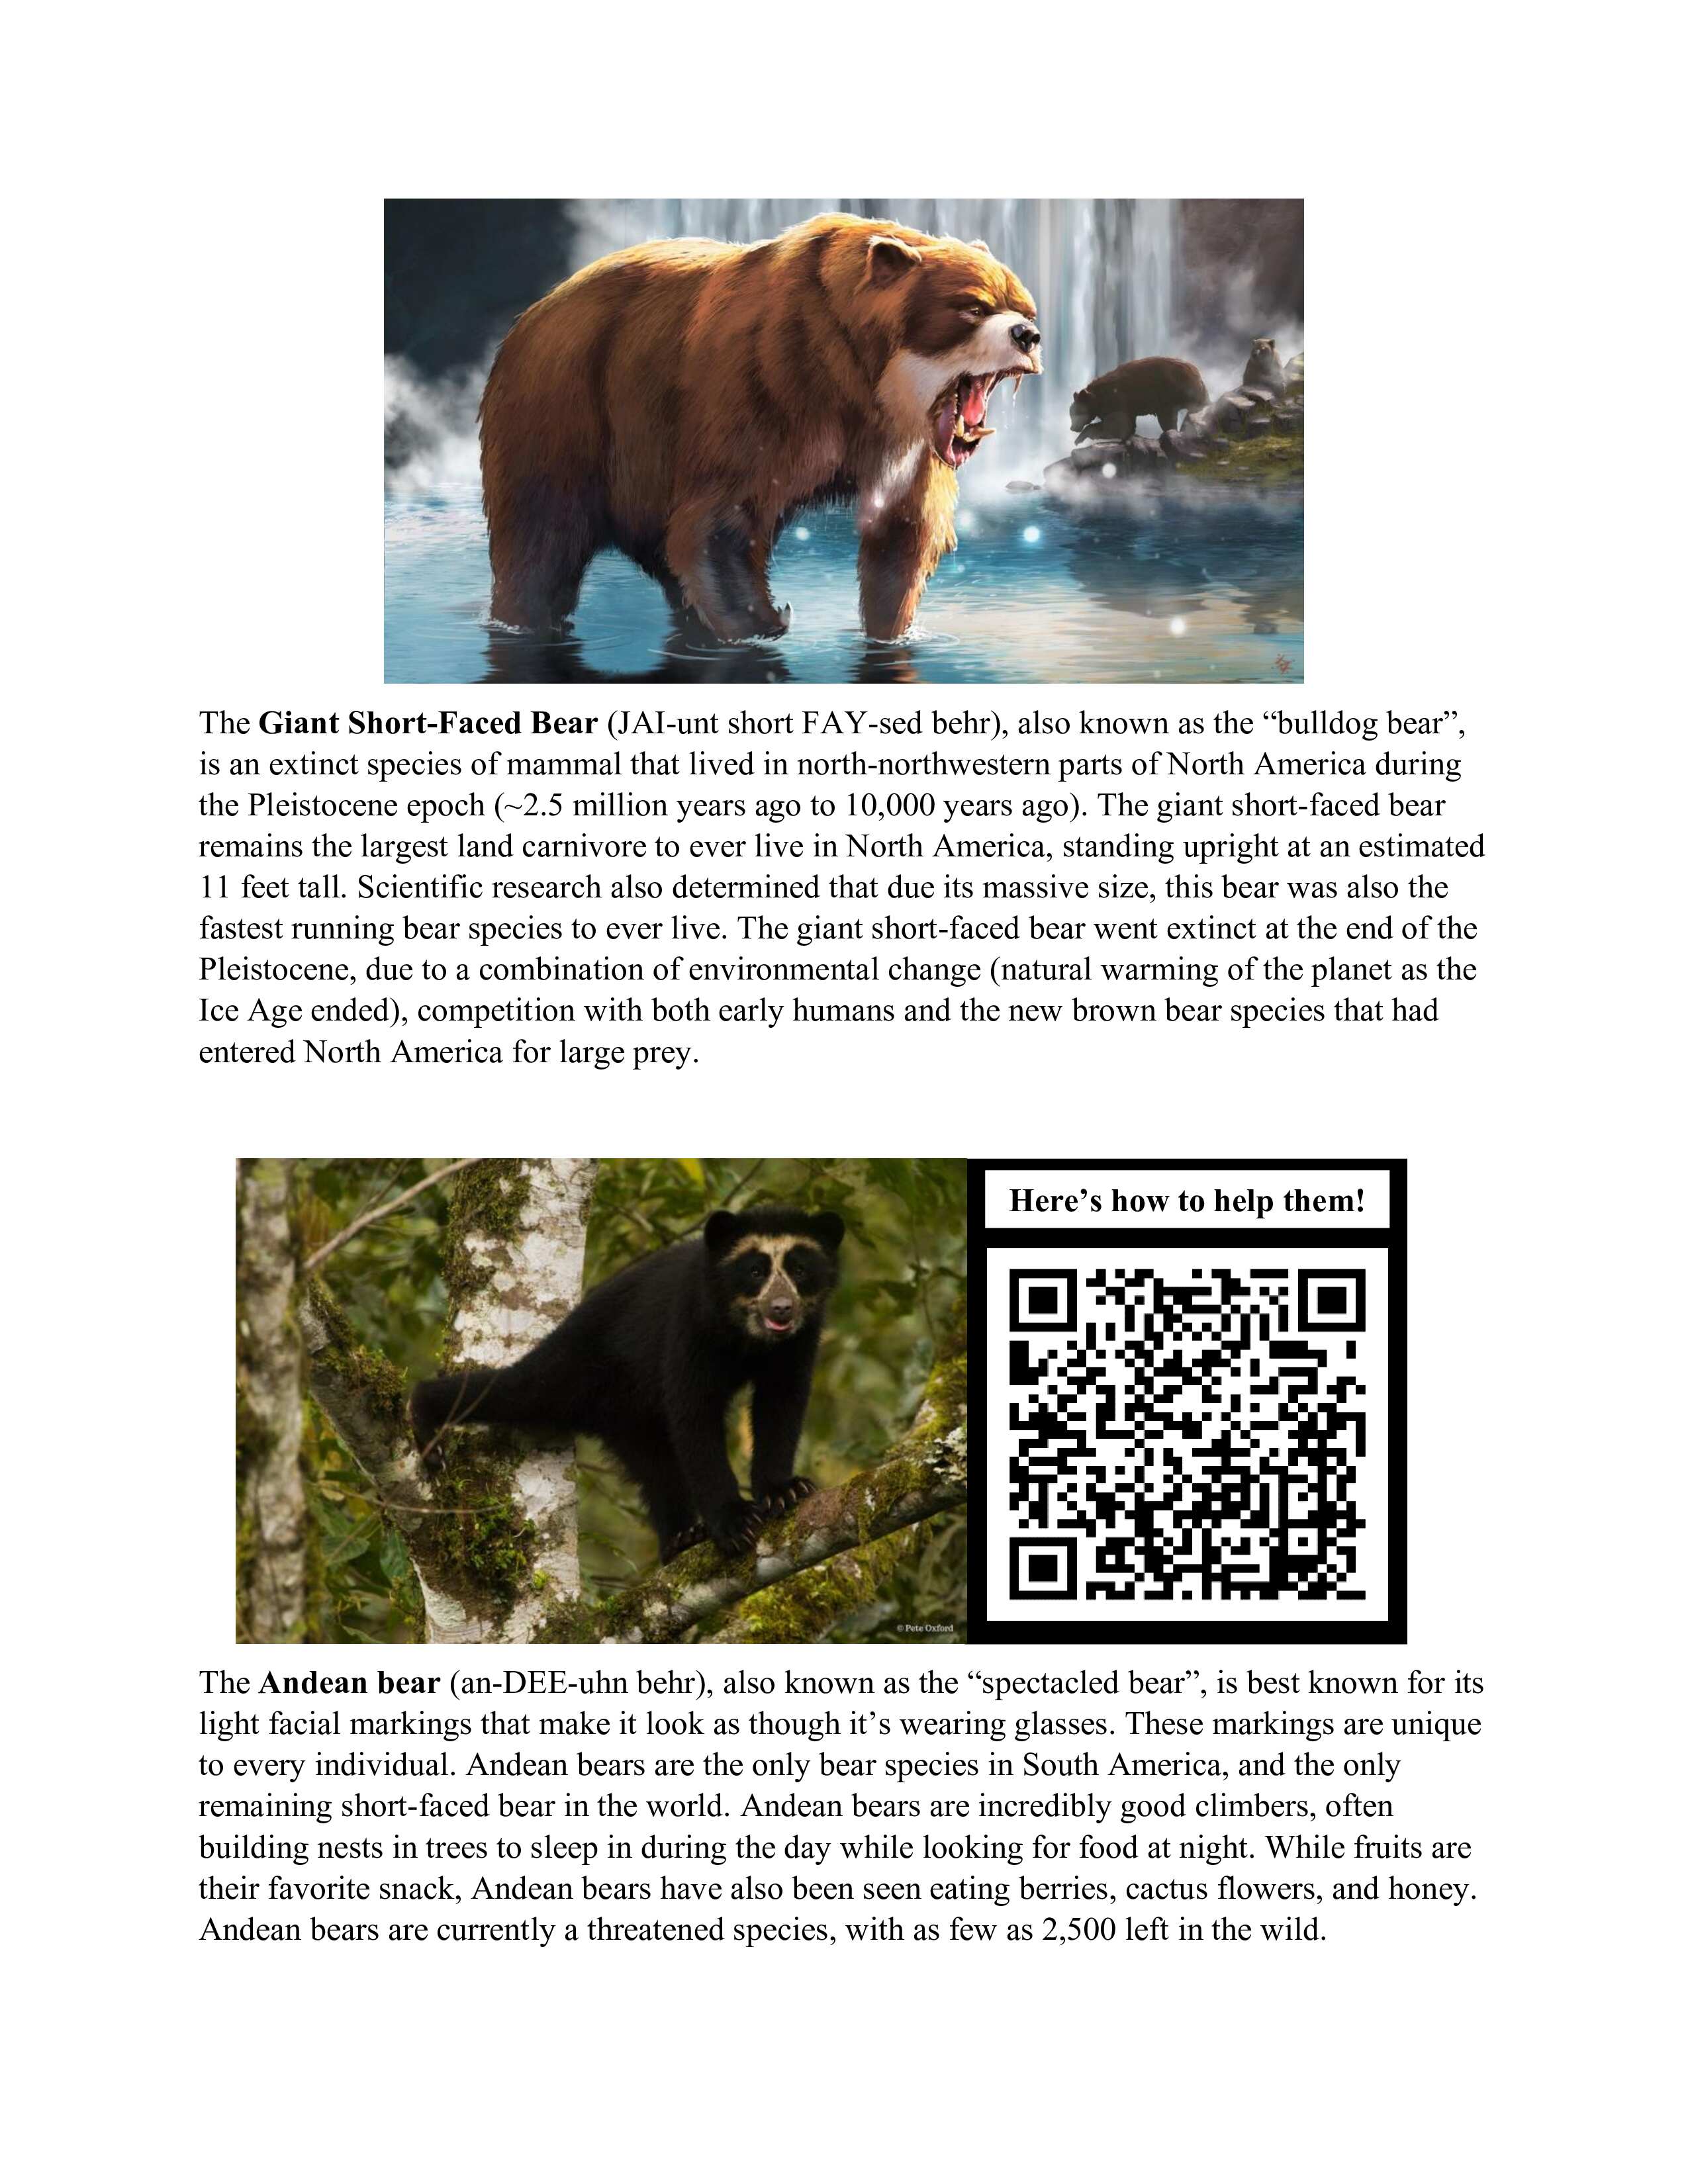 The Giant Short-Faced Bear (JAI-unt short FAY-sed behr), also known as the “bulldog bear”,
is an extinct species of mammal that lived in north-northwestern parts of North America during
the Pleistocene epoch (~2.5 million years ago to 10,000 years ago). The giant short-faced bear
remains the largest land carnivore to ever live in North America, standing upright at an estimated
11 feet tall. Scientific research also determined that due its massive size, this bear was also the
fastest running bear species to ever live. The giant short-faced bear went extinct at the end of the
Pleistocene, due to a combination of environmental change (natural warming of the planet as the
Ice Age ended), competition with both early humans and the new brown bear species that had
entered North America for large prey.
Here’s how to help them!
© Pete Oxford
The Andean bear (an-DEE-uhn behr), also known as the “spectacled bear”, is best known for its
light facial markings that make it look as though it’s wearing glasses. These markings are unique
to every individual. Andean bears are the only bear species in South America, and the only
remaining short-faced bear in the world. Andean bears are incredibly good climbers, often
building nests in trees to sleep in during the day while looking for food at night. While fruits are
their favorite snack, Andean bears have also been seen eating berries, cactus flowers, and honey.
Andean bears are currently a threatened species, with as few as 2,500 left in the wild.